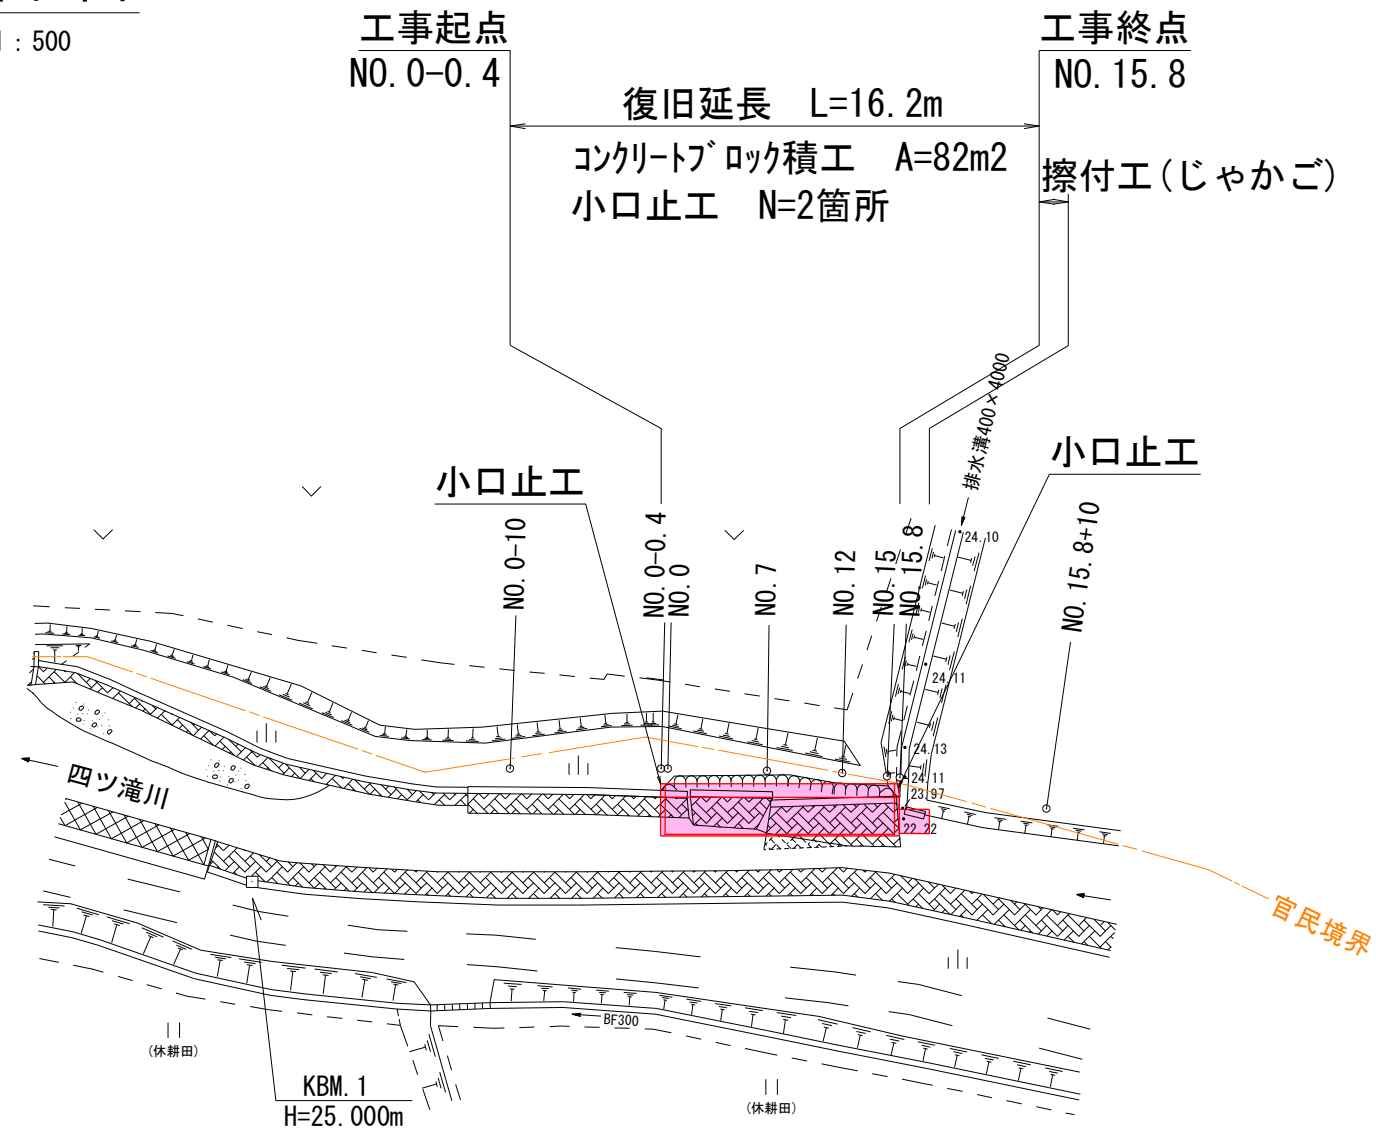 : 500
工事起点
NO. 0-0. 4
工事終点
NO. 15. 8
復旧延長　L=16. 2m
コンクリートブロック積工　A=82m2
小口止工　N=2箇所
擦付工(じゃかご)
排水溝400×4000
小口止工
小口止工
NO. 0-10
NO. 0-0. 4
NO. 0
NO. 7
NO. 12
NO. 15
NO. 15. 8
NO. 15. 8+10
24. 10
24. 11
24. 13
24. 11
23. 97
22. 22
四ツ滝川
官民境界
BF300
(休耕田)
(休耕田)
KBM. 1
H=25. 000m